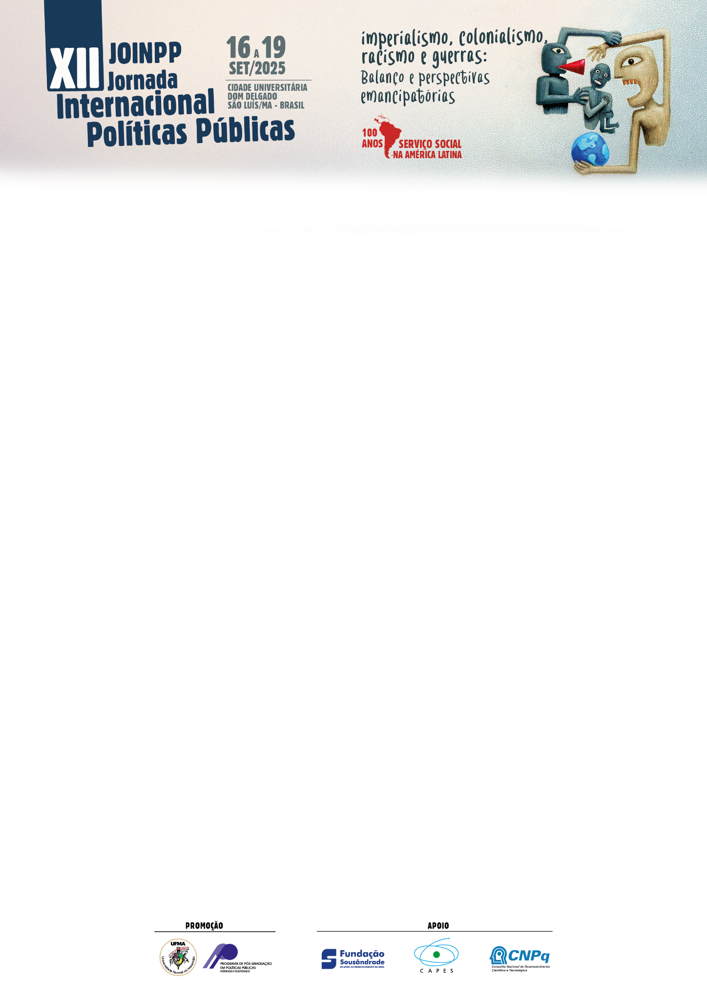 XII JOINPP
Jornada
Internacional
Políticas Públicas
16 A 19
SET/2025
CIDADE UNIVERSITÁRIA
DOM DELGADO
SÃO LUÍS/MA - BRASIL
imperialismo, colonialismo,
racismo e guerras:
Balanço e perspectivas
emancipatórias
100
ANOS SERVIÇO SOCIAL
-NA AMÉRICA LATINA
PROMOÇÃO
UFMA
Universidade Federal do Maranhão
PROGRAMA DE PÓS-GRADUAÇÃO
EM POLÍTICAS PÚBLICAS
MESTRADO E DOUTORADO
APOIO
Fundação
Sousândrade
DE APOIO AO DESENVOLVIMENTO DA UFMA
CAPES
CNPq
Conselho Nacional de Desenvolvimento
Científico e Tecnológico